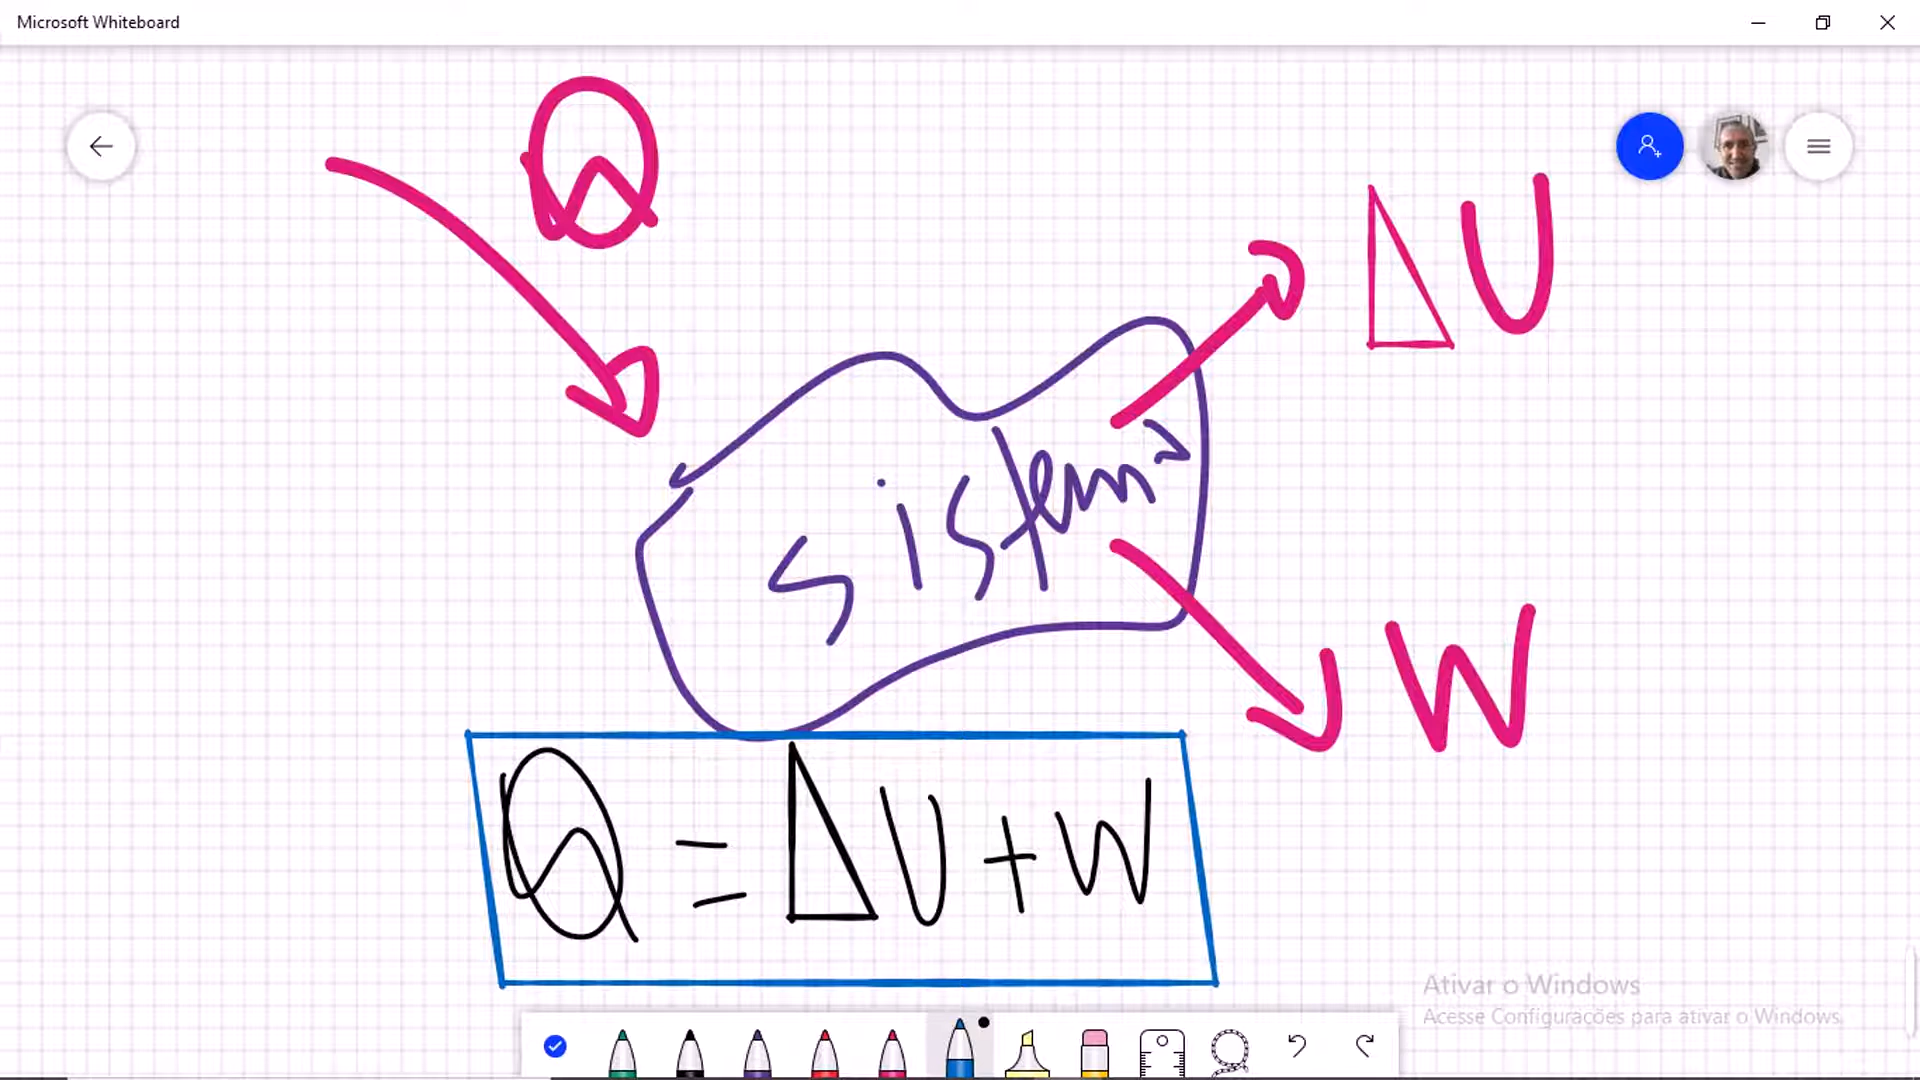 Microsoft Whiteboard
Q
ΔU
sistema
W
Q = ΔU + W
Ativar o Windows
Acesse Configurações para ativar o Windows.